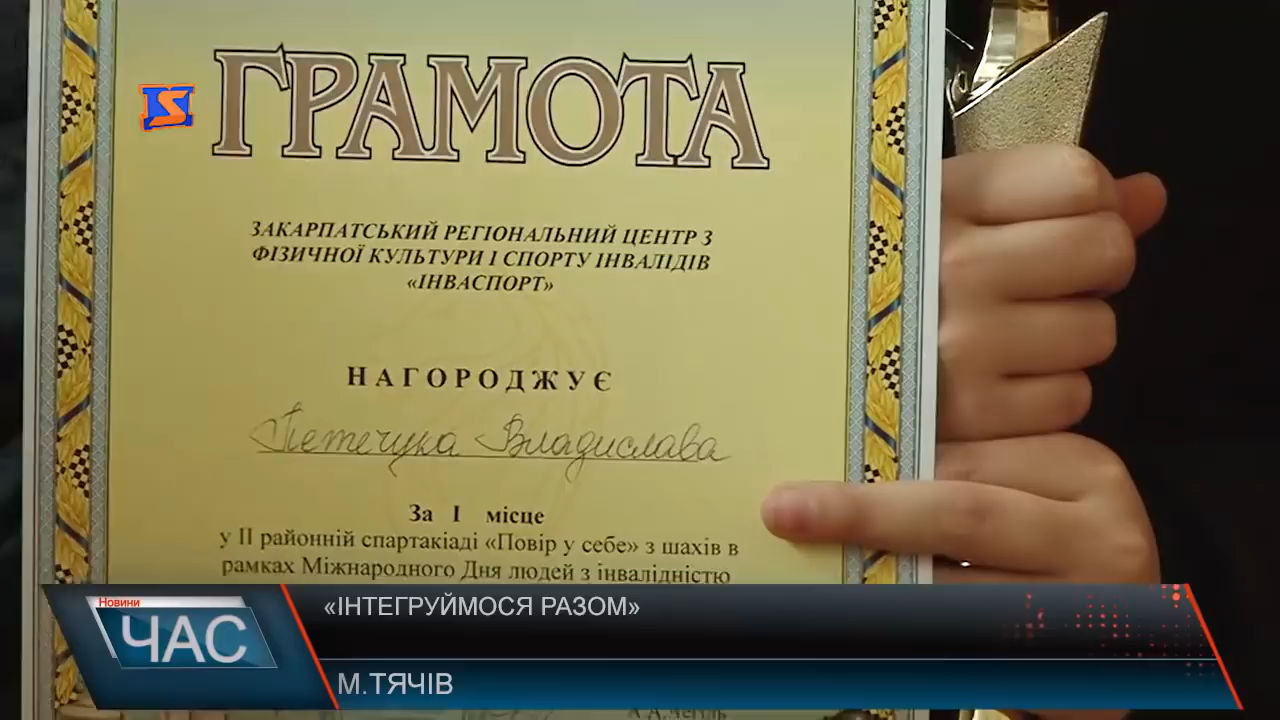 ГРАМОТА
ЗАКАРПАТСЬКИЙ РЕГІОНАЛЬНИЙ ЦЕНТР З
ФІЗИЧНОЇ КУЛЬТУРИ І СПОРТУ ІНВАЛІДІВ
«ІНВАСПОРТ»
НАГОРОДЖУЄ
Петечука Владислава
За І місце
у ІІ районній спартакіаді «Повір у себе» з шахів в
рамках Міжнародного Дня людей з інвалідністю
Новини
ЧАС
«ІНТЕГРУЙМОСЯ РАЗОМ»
М.ТЯЧІВ